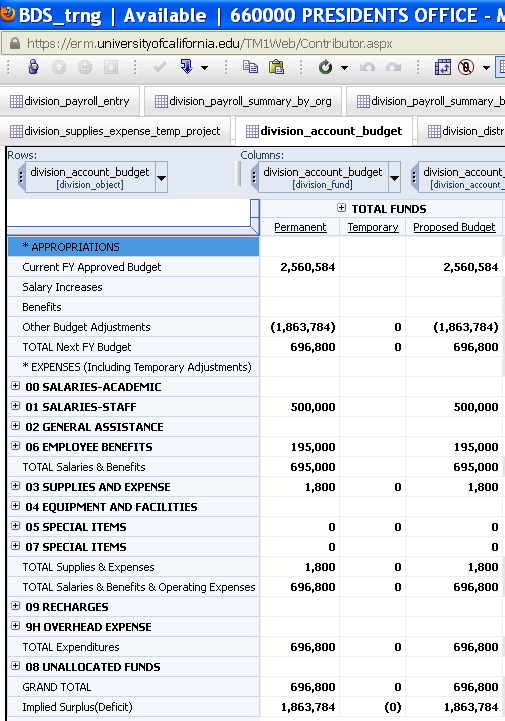 BDS_trng | Available | 660000 PRESIDENTS OFFICE - M
https://erm.universityofcalifornia.edu/TM1Web/Contributor.aspx
division_payroll_entry division_payroll_summary_by_org division_payroll_summary_b
division_supplies_expense_temp_project division_account_budget division_distr
Rows: Columns:
division_account_budget division_account_budget division_account_budget
[division_object] [division_fund] [division_account_
TOTAL FUNDS
Permanent Temporary Proposed Budget
* APPROPRIATIONS
Current FY Approved Budget 2,560,584 2,560,584
Salary Increases
Benefits
Other Budget Adjustments (1,863,784) 0 (1,863,784)
TOTAL Next FY Budget 696,800 0 696,800
* EXPENSES (Including Temporary Adjustments)
00 SALARIES-ACADEMIC
01 SALARIES-STAFF 500,000 500,000
02 GENERAL ASSISTANCE
06 EMPLOYEE BENEFITS 195,000 195,000
TOTAL Salaries & Benefits 695,000 695,000
03 SUPPLIES AND EXPENSE 1,800 0 1,800
04 EQUIPMENT AND FACILITIES
05 SPECIAL ITEMS 0 0 0
07 SPECIAL ITEMS 0 0
TOTAL Supplies & Expenses 1,800 0 1,800
TOTAL Salaries & Benefits & Operating Expenses 696,800 0 696,800
09 RECHARGES
9H OVERHEAD EXPENSE
TOTAL Expenditures 696,800 0 696,800
08 UNALLOCATED FUNDS
GRAND TOTAL 696,800 0 696,800
Implied Surplus(Deficit) 1,863,784 (0) 1,863,784